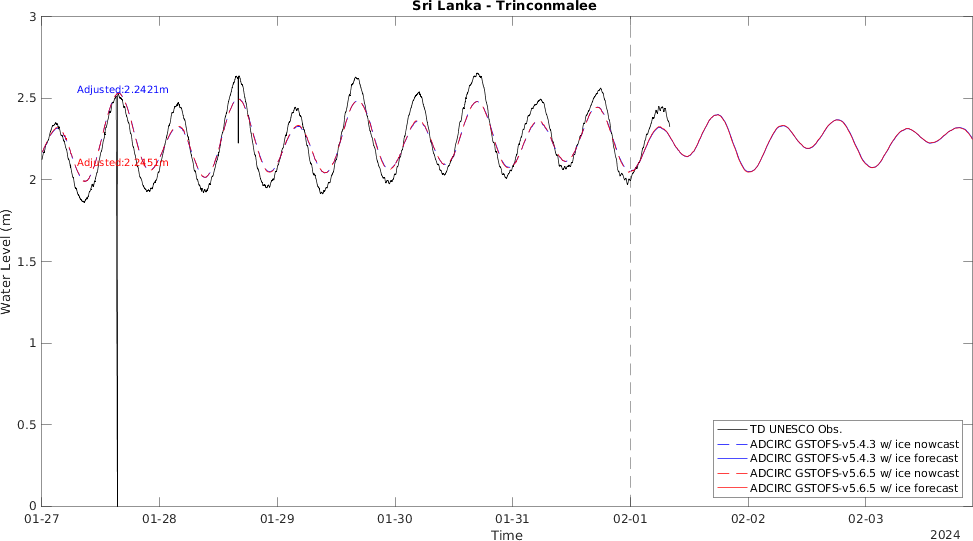 Sri Lanka - Trinconmalee
3
2.5
2
1.5
1
0.5
0
Water Level (m)
Adjusted:2.2421m
Adjusted:2.2451m
TD UNESCO Obs.
ADCIRC GSTOFS-v5.4.3 w/ ice nowcast
ADCIRC GSTOFS-v5.4.3 w/ ice forecast
ADCIRC GSTOFS-v5.6.5 w/ ice nowcast
ADCIRC GSTOFS-v5.6.5 w/ ice forecast
01-27 01-28 01-29 01-30 01-31 02-01 02-02 02-03
Time
2024